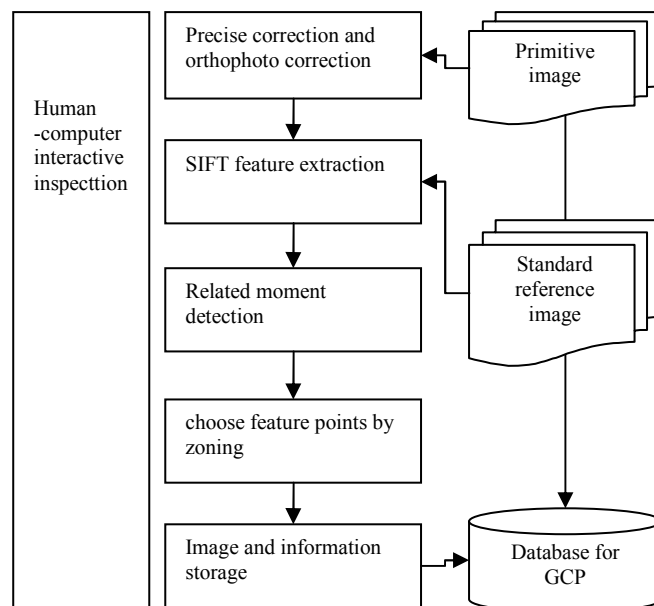 Human
-computer
interactive
inspecttion
Precise correction and
orthophoto correction
SIFT feature extraction
Related moment
detection
choose feature points by
zoning
Image and information
storage
Primitive
image
Standard
reference
image
Database for
GCP